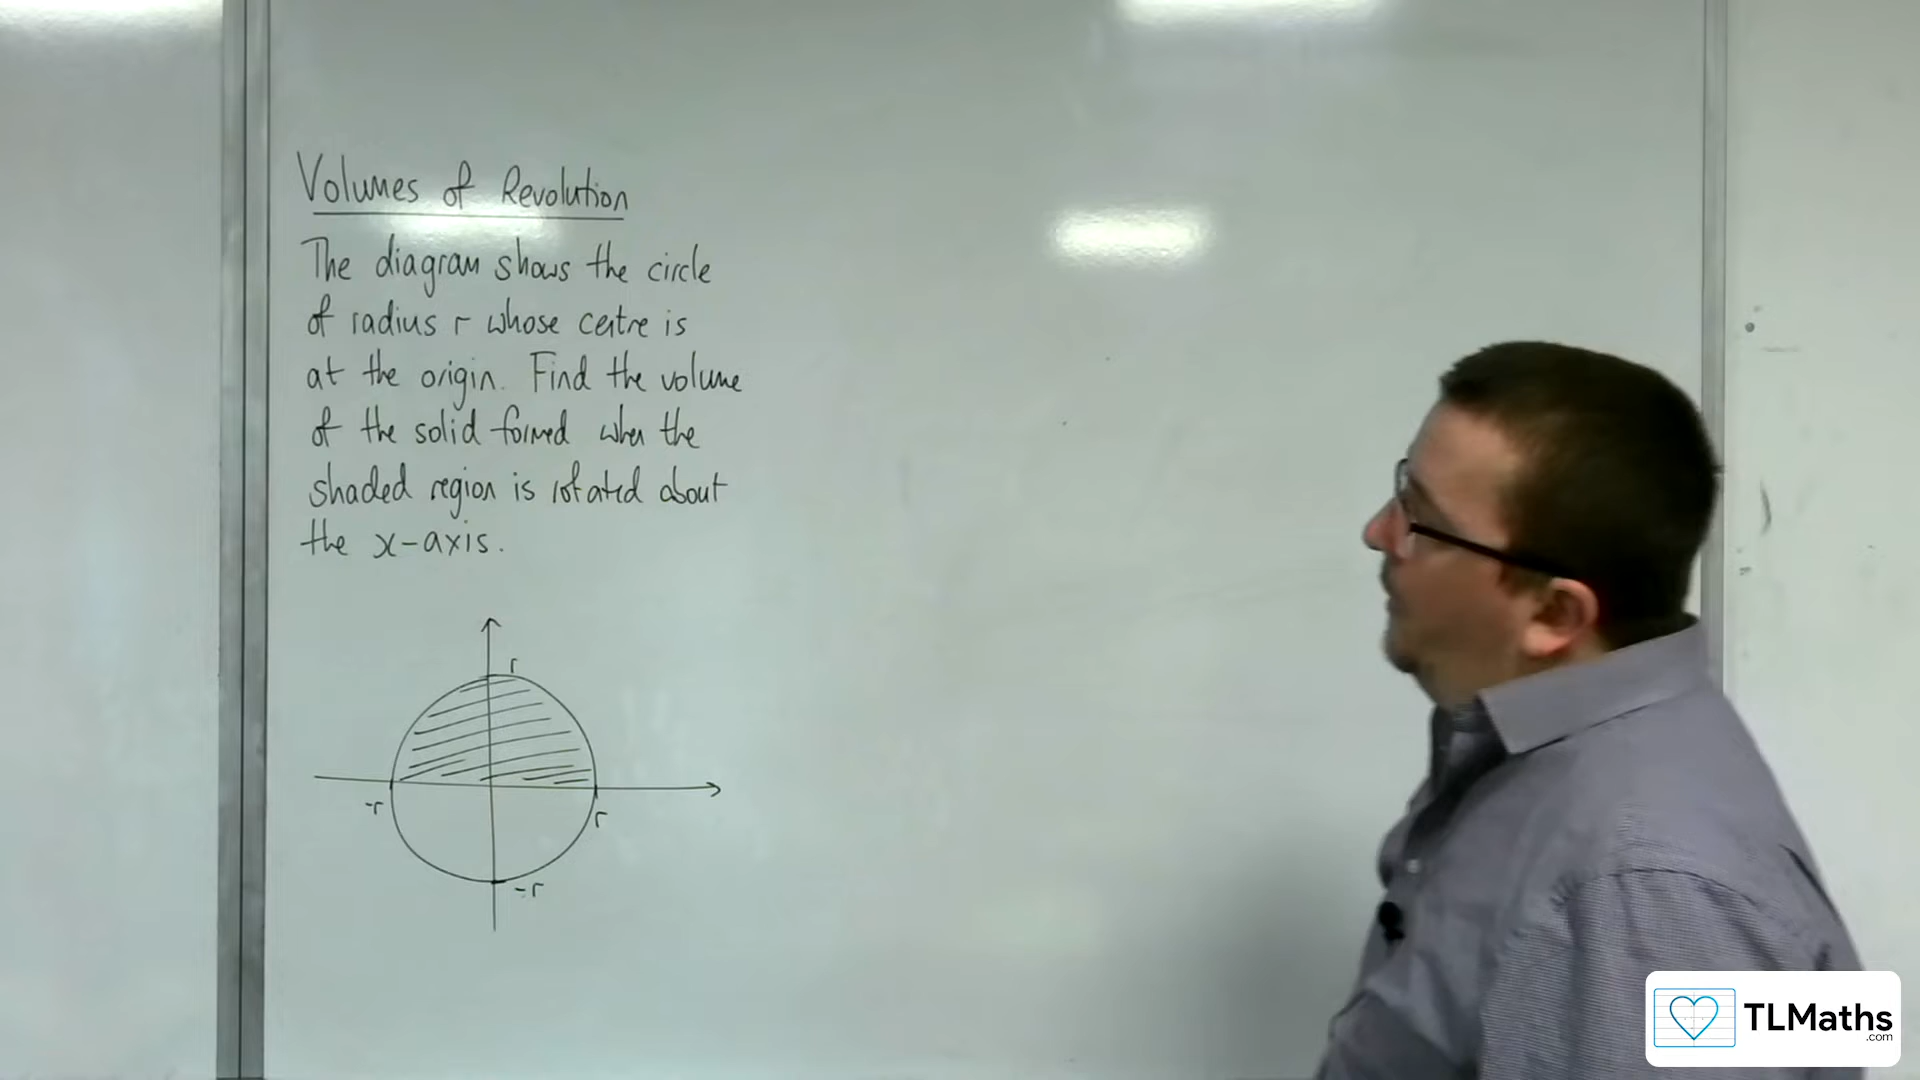 Volumes of Revolution
The diagram shows the circle
of radius r whose centre is
at the origin. Find the volume
of the solid formed when the
shaded region is rotated about
the x-axis.
r
-r
r
-r
TLMaths
.com